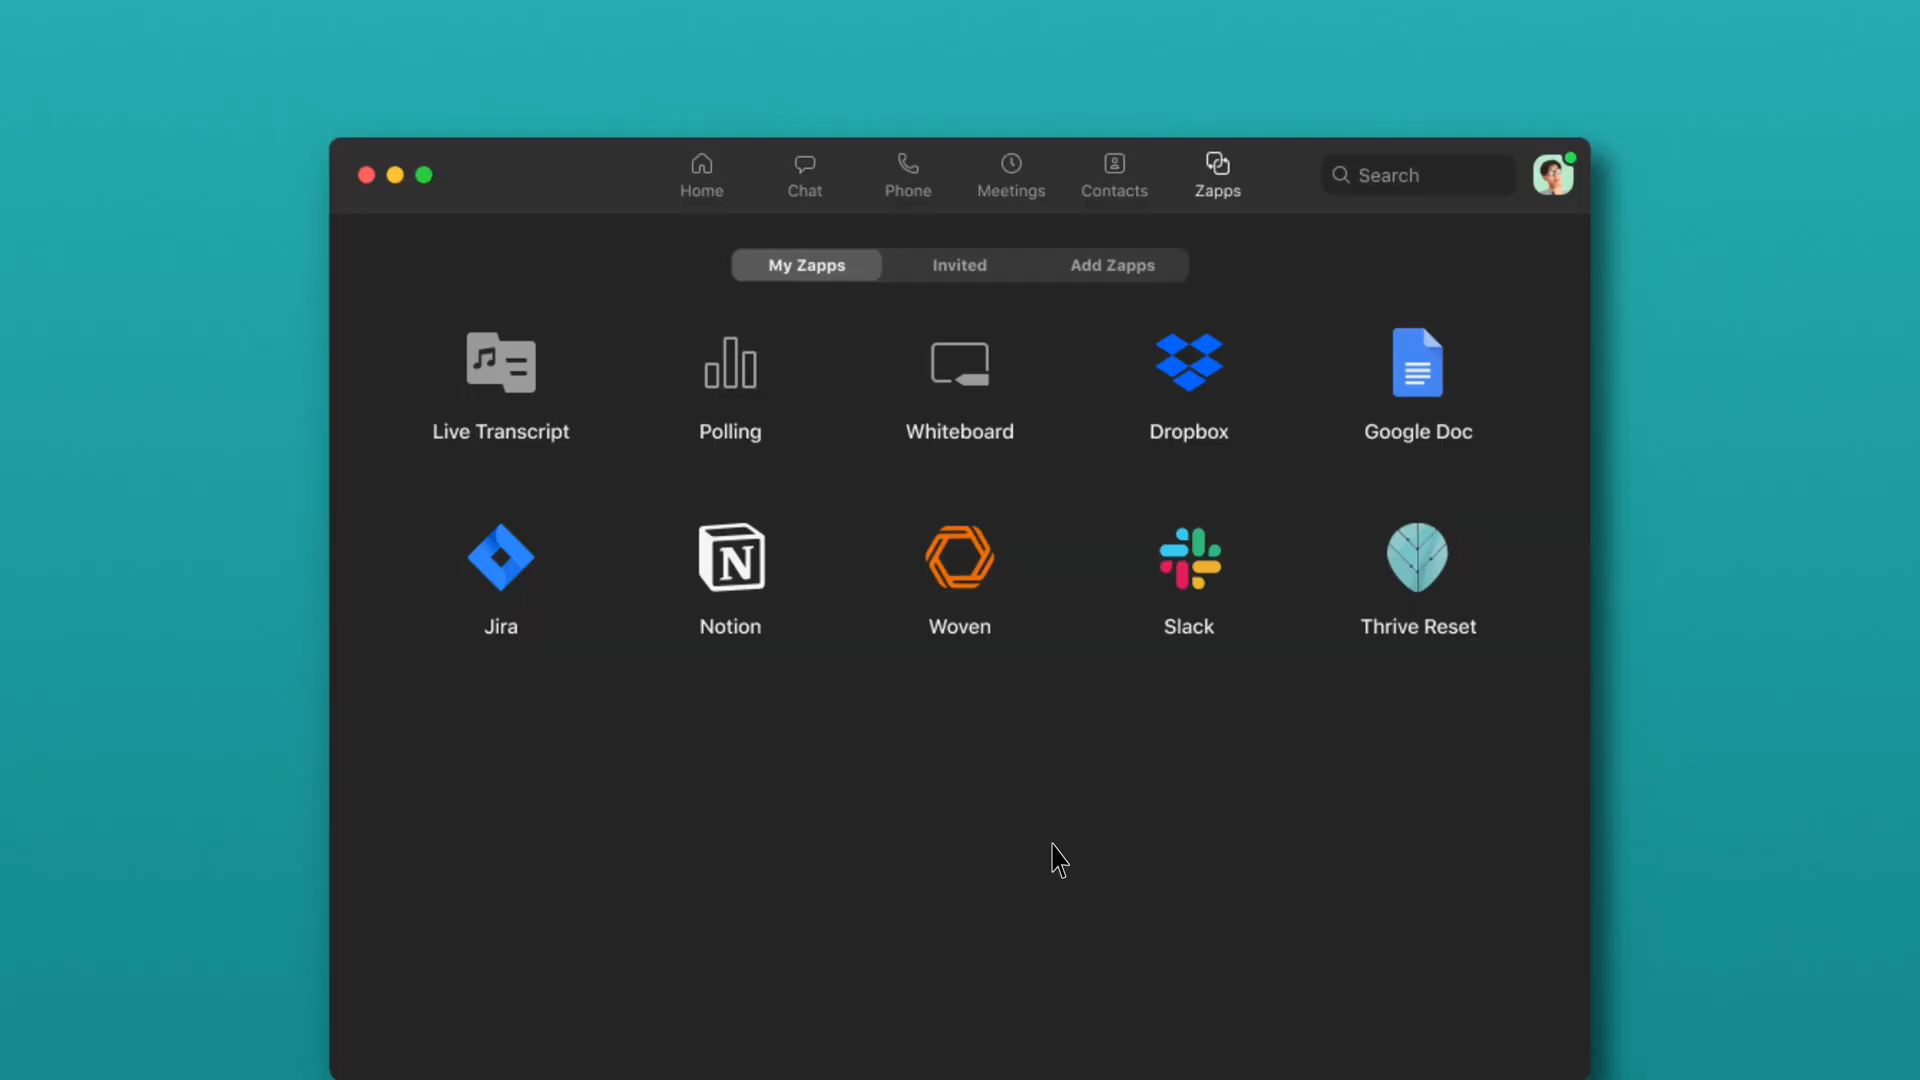 Home Chat Phone Meetings Contacts Zapps Search
My Zapps Invited Add Zapps
Live Transcript Polling Whiteboard Dropbox Google Doc
N
Jira Notion Woven Slack Thrive Reset